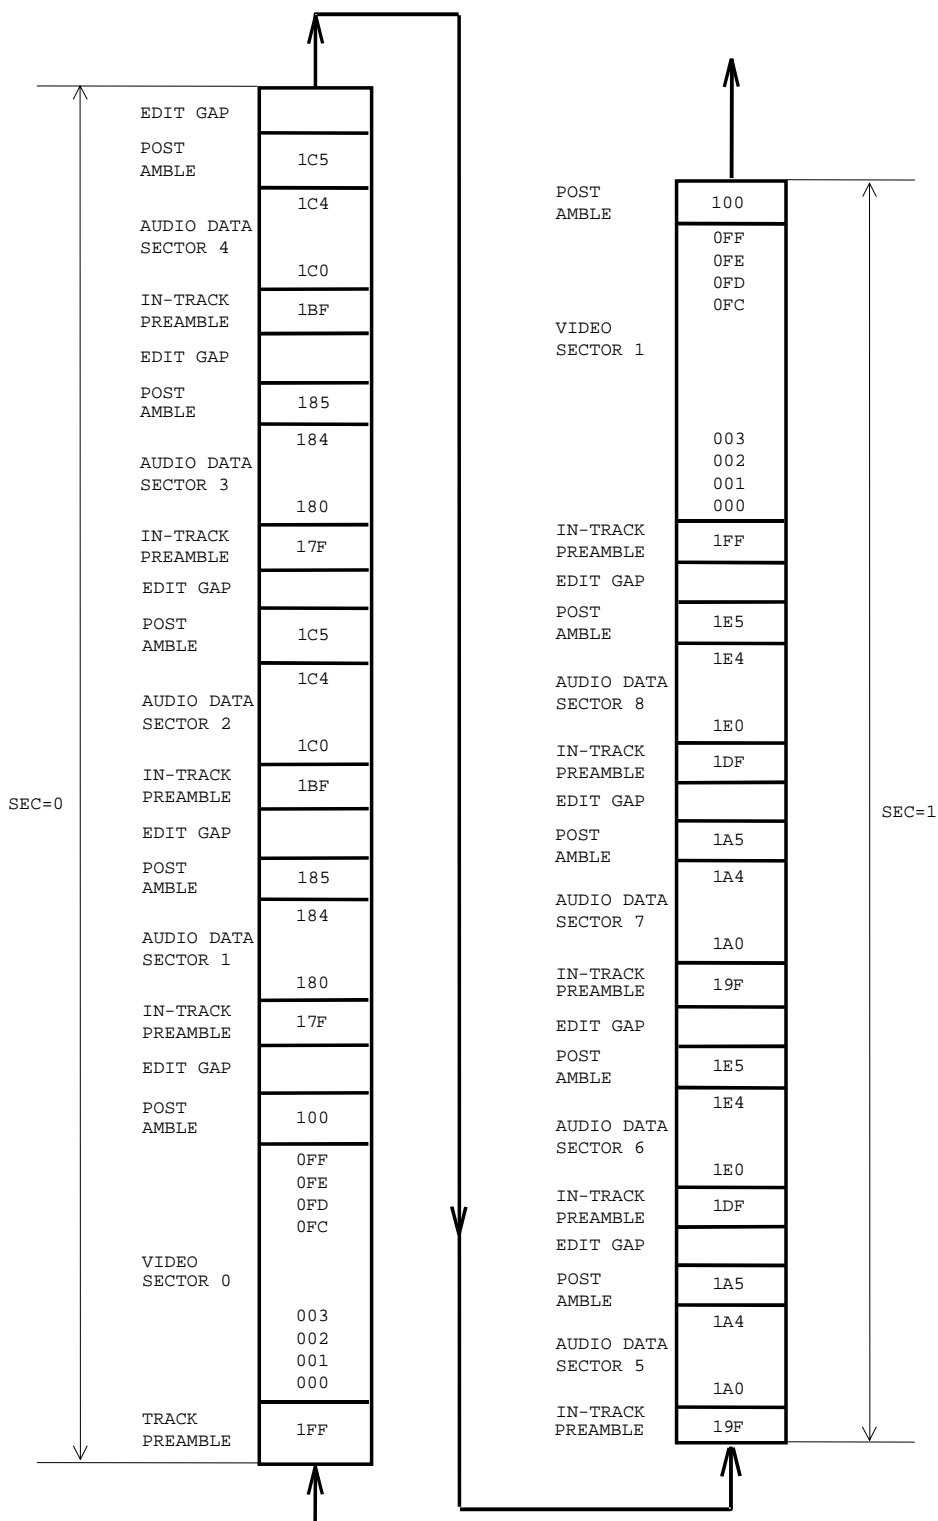 EDIT GAP
POST
AMBLE
1C5
1C4
AUDIO DATA
SECTOR 4
1C0
IN-TRACK
PREAMBLE
1BF
EDIT GAP
POST
AMBLE
185
184
AUDIO DATA
SECTOR 3
180
IN-TRACK
PREAMBLE
17F
EDIT GAP
POST
AMBLE
1C5
1C4
AUDIO DATA
SECTOR 2
1C0
IN-TRACK
PREAMBLE
1BF
SEC=0
EDIT GAP
POST
AMBLE
185
184
AUDIO DATA
SECTOR 1
180
IN-TRACK
PREAMBLE
17F
EDIT GAP
POST
AMBLE
100
0FF
0FE
0FD
0FC
VIDEO
SECTOR 0
003
002
001
000
TRACK
PREAMBLE
1FF
POST
AMBLE
100
0FF
0FE
0FD
0FC
VIDEO
SECTOR 1
003
002
001
000
IN-TRACK
PREAMBLE
1FF
EDIT GAP
POST
AMBLE
1E5
1E4
AUDIO DATA
SECTOR 8
1E0
IN-TRACK
PREAMBLE
1DF
EDIT GAP
SEC=1
POST
AMBLE
1A5
1A4
AUDIO DATA
SECTOR 7
1A0
IN-TRACK
PREAMBLE
19F
EDIT GAP
POST
AMBLE
1E5
1E4
AUDIO DATA
SECTOR 6
1E0
IN-TRACK
PREAMBLE
1DF
EDIT GAP
POST
AMBLE
1A5
1A4
AUDIO DATA
SECTOR 5
1A0
IN-TRACK
PREAMBLE
19F